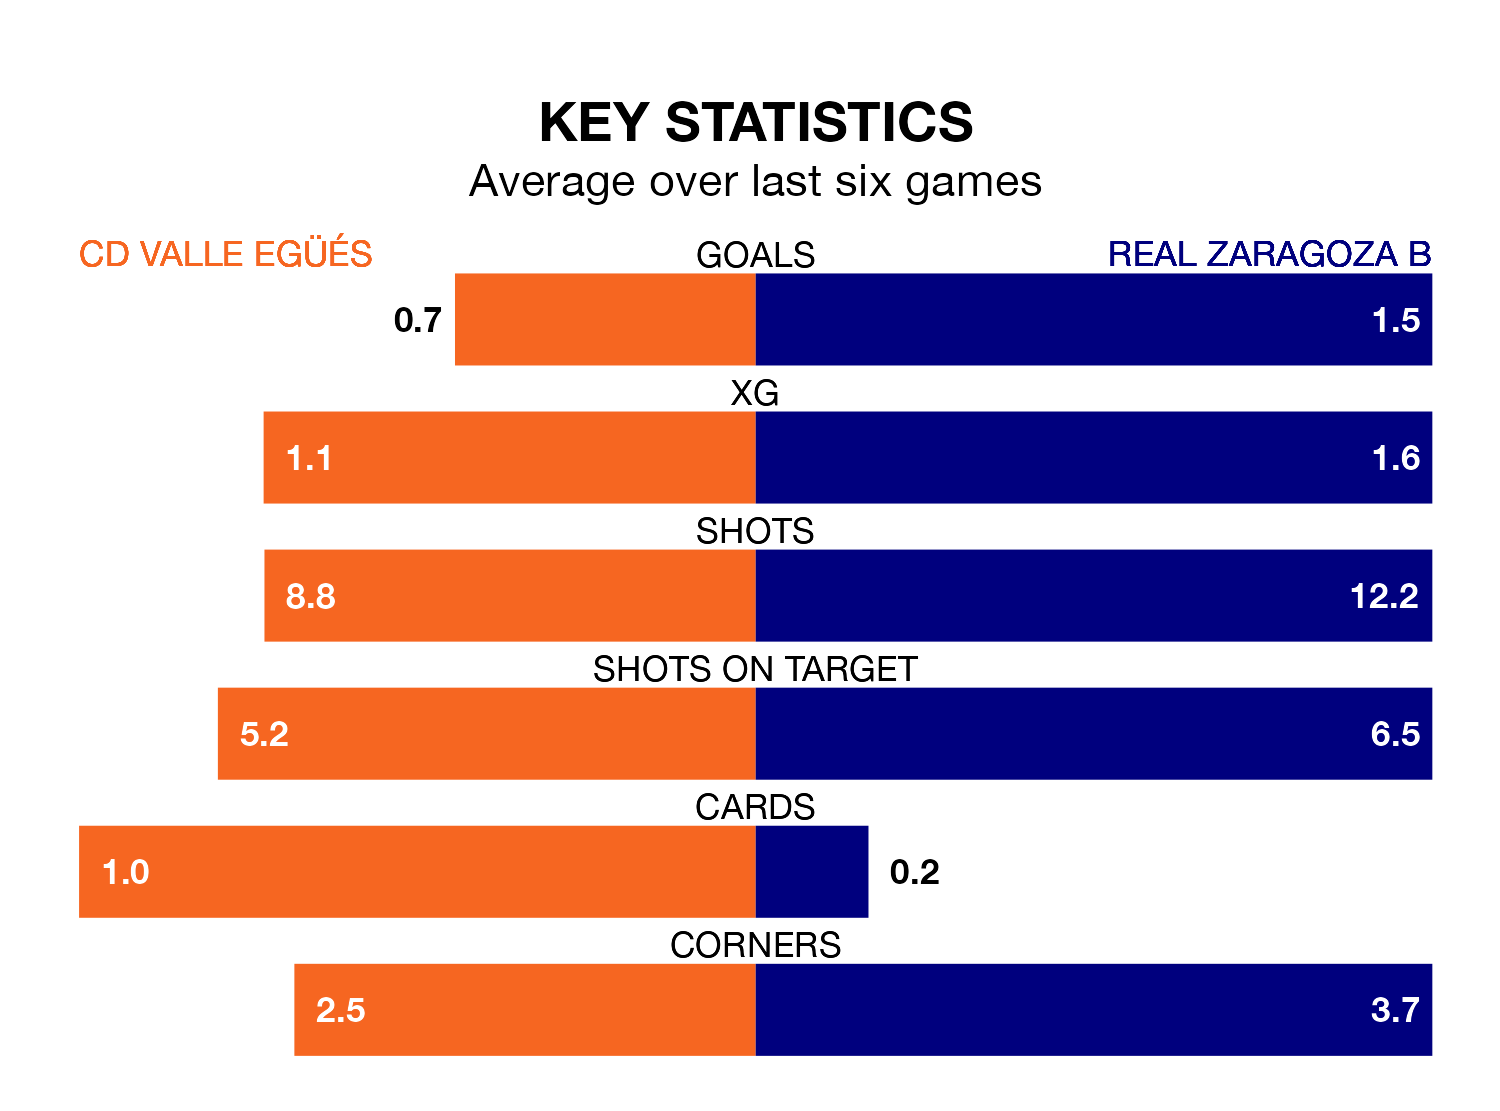 KEY STATISTICS
Average over last six games
CD VALLE EGÜÉS GOALS REAL ZARAGOZA B
0.7 1.5
XG
1.1 1.6
SHOTS
8.8 12.2
SHOTS ON TARGET
5.2 6.5
CARDS
1.0 0.2
CORNERS
2.5 3.7